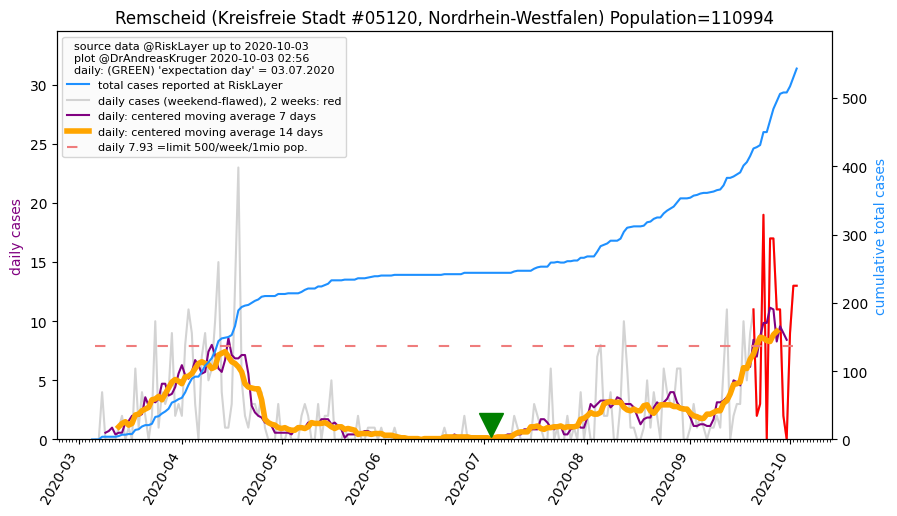 Remscheid (Kreisfreie Stadt #05120, Nordrhein-Westfalen) Population=110994
source data @RiskLayer up to 2020-10-03
plot @DrAndreasKruger 2020-10-03 02:56
daily: (GREEN) 'expectation day' = 03.07.2020
total cases reported at RiskLayer
daily cases (weekend-flawed), 2 weeks: red
daily: centered moving average 7 days
daily: centered moving average 14 days
daily 7.93 =limit 500/week/1mio pop.
daily cases
30
25
20
15
10
5
0
cumulative total cases
500
400
300
200
100
0
2020-03
2020-04
2020-05
2020-06
2020-07
2020-08
2020-09
2020-10